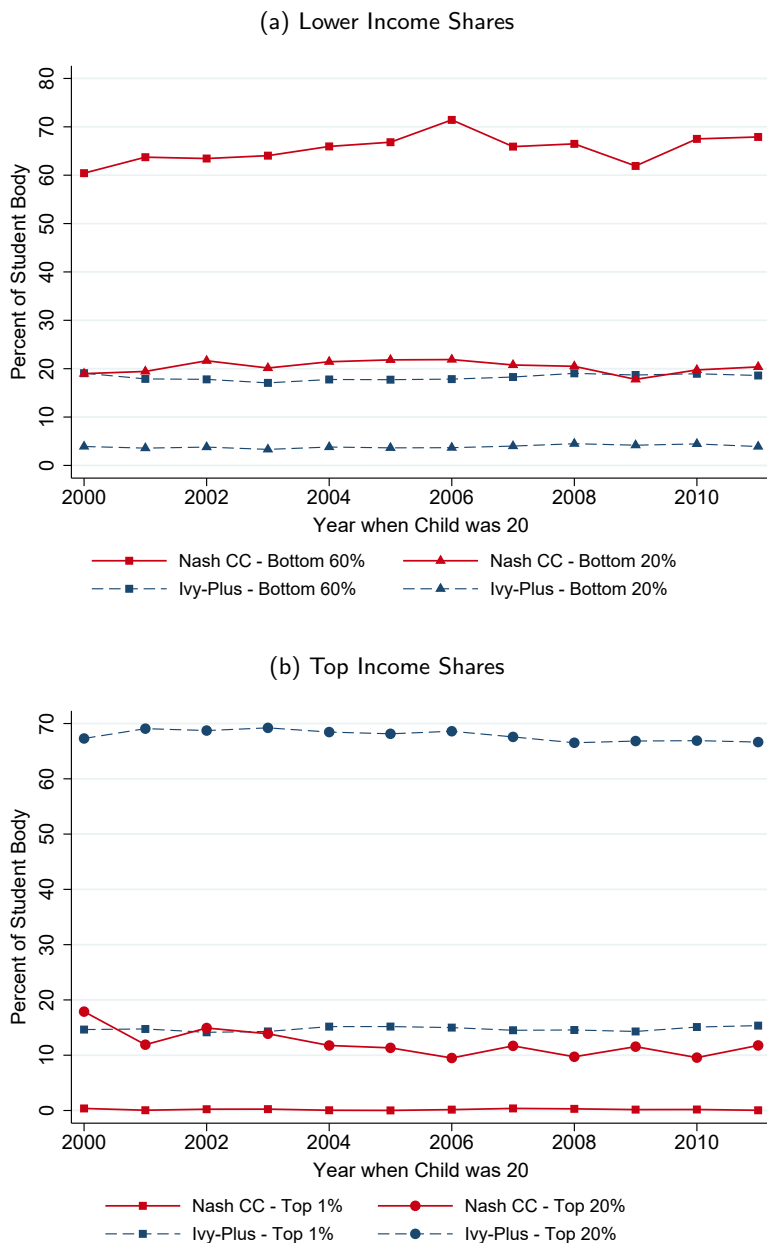 (a) Lower Income Shares
Percent of Student Body
80
70
60
50
40
30
20
10
0
2000 2002 2004 2006 2008 2010
Year when Child was 20
Nash CC - Bottom 60% Nash CC - Bottom 20%
Ivy-Plus - Bottom 60% Ivy-Plus - Bottom 20%
(b) Top Income Shares
Percent of Student Body
70
60
50
40
30
20
10
0
2000 2002 2004 2006 2008 2010
Year when Child was 20
Nash CC - Top 1% Nash CC - Top 20%
Ivy-Plus - Top 1% Ivy-Plus - Top 20%